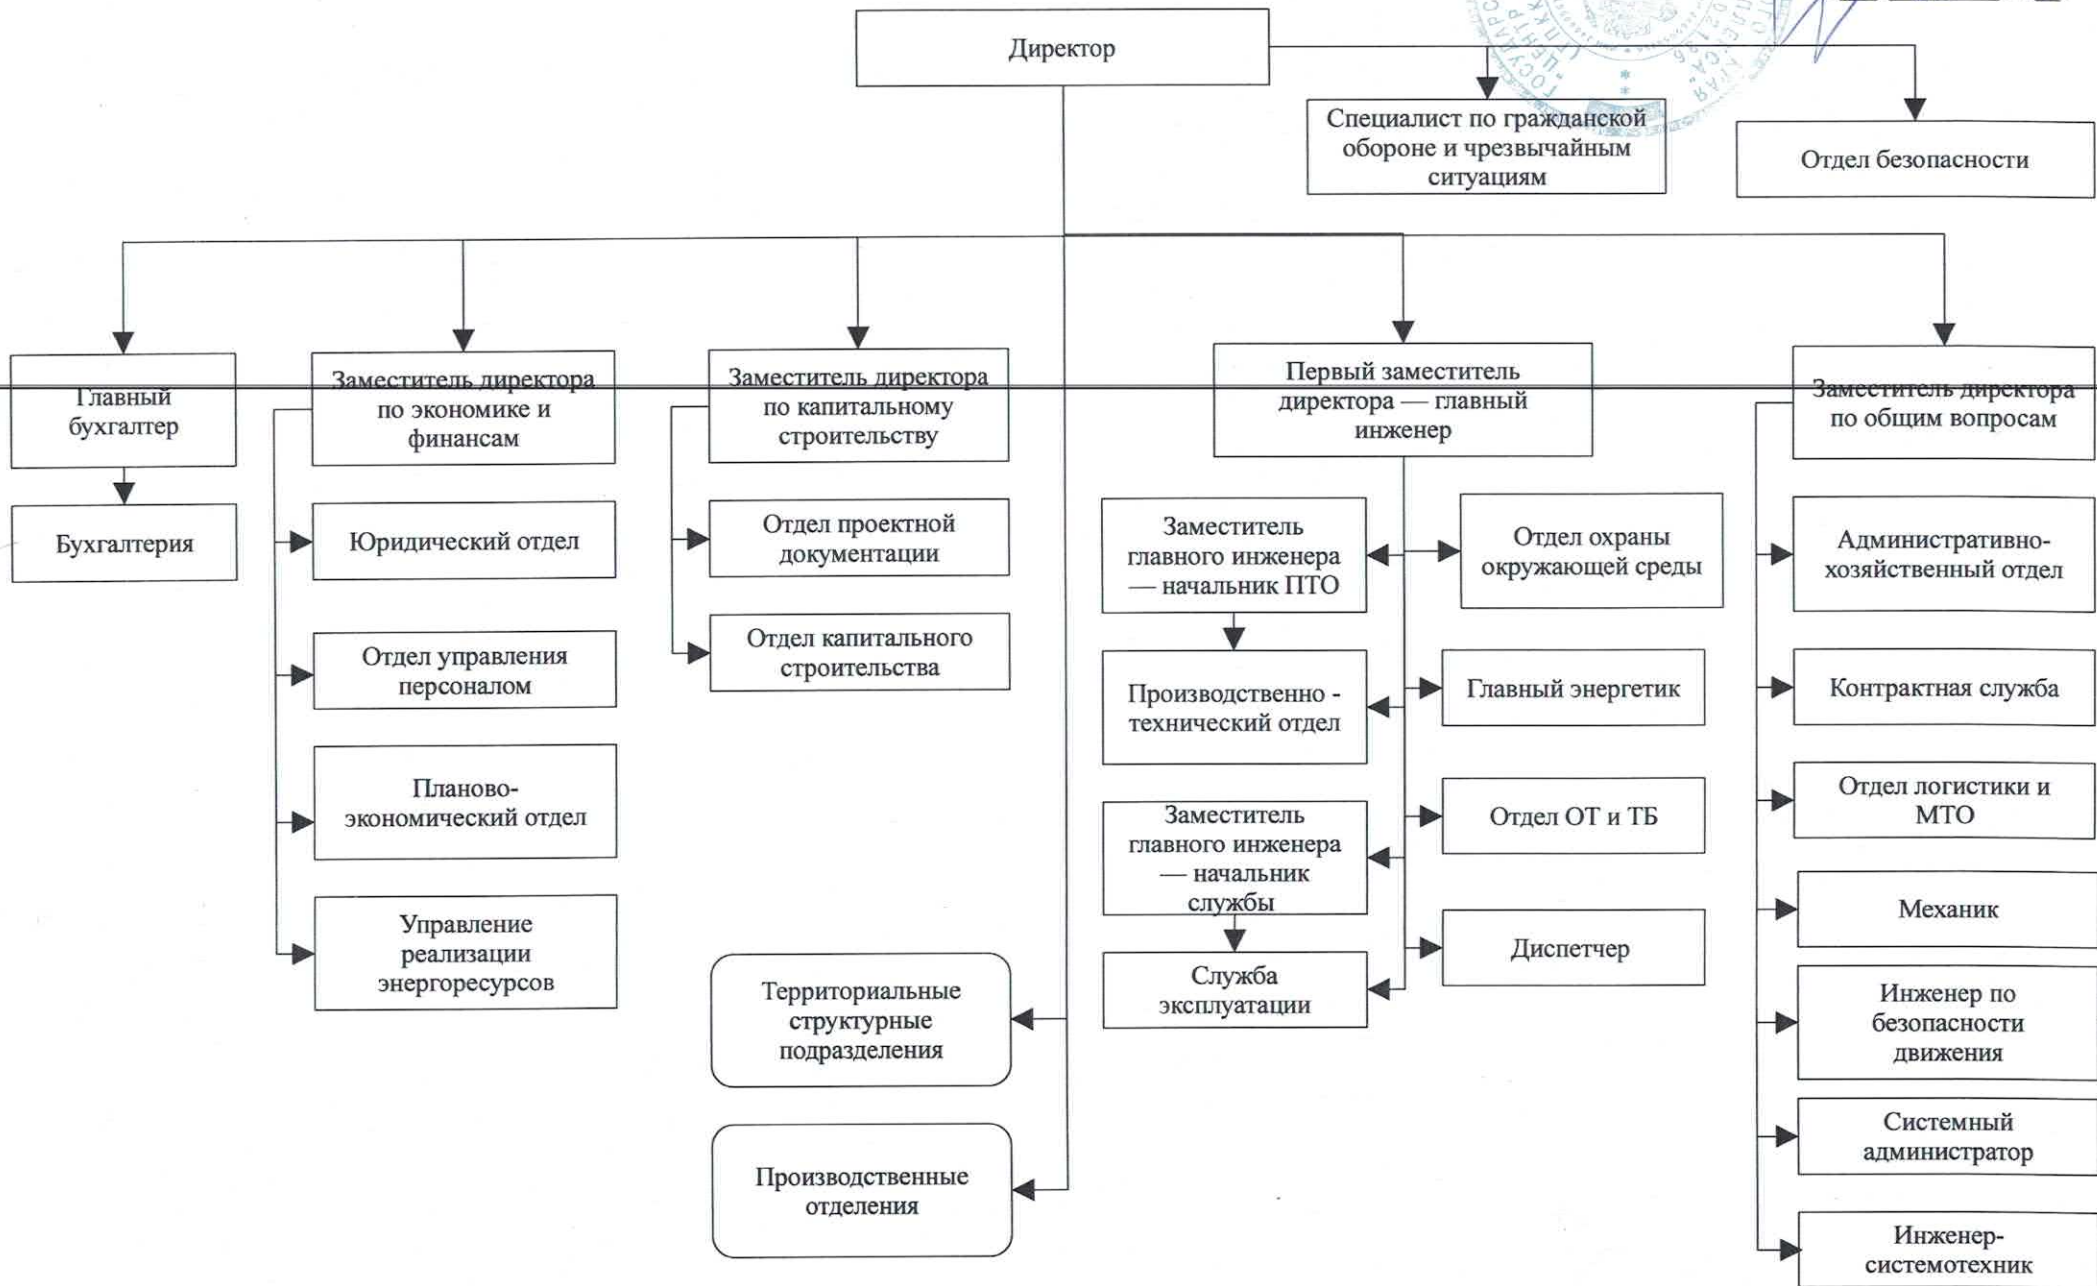 Директор
Специалист по гражданской
обороне и чрезвычайным
ситуациям
Отдел безопасности
Главный
бухгалтер
Заместитель директора
по экономике и
финансам
Заместитель директора
по капитальному
строительству
Первый заместитель
директора — главный
инженер
Заместитель директора
по общим вопросам
Бухгалтерия
Юридический отдел
Отдел управления
персоналом
Планово-
экономический отдел
Управление
реализации
энергоресурсов
Отдел проектной
документации
Отдел капитального
строительства
Территориальные
структурные
подразделения
Производственные
отделения
Заместитель
главного инженера
— начальник ПТО
Производственно -
технический отдел
Заместитель
главного инженера
— начальник
службы
Служба
эксплуатации
Отдел охраны
окружающей среды
Главный энергетик
Отдел ОТ и ТБ
Диспетчер
Административно-
хозяйственный отдел
Контрактная служба
Отдел логистики и
МТО
Механик
Инженер по
безопасности
движения
Системный
администратор
Инженер-
системотехник